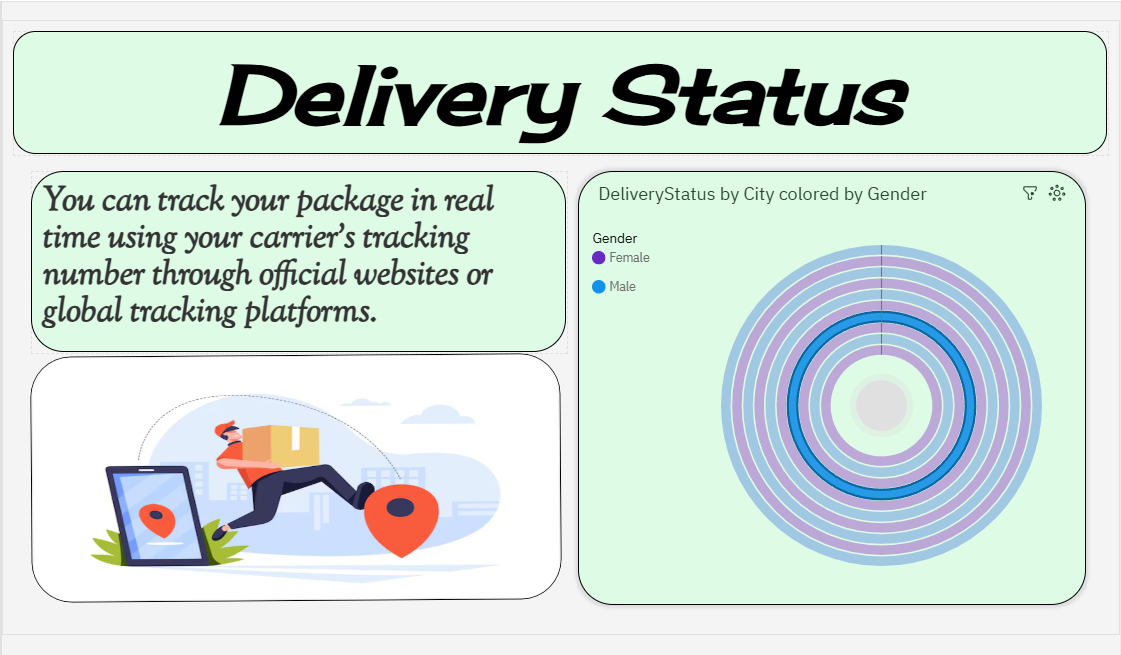 Delivery Status
You can track your package in real
time using your carrier’s tracking
number through official websites or
global tracking platforms.
DeliveryStatus by City colored by Gender
Gender
Female
Male